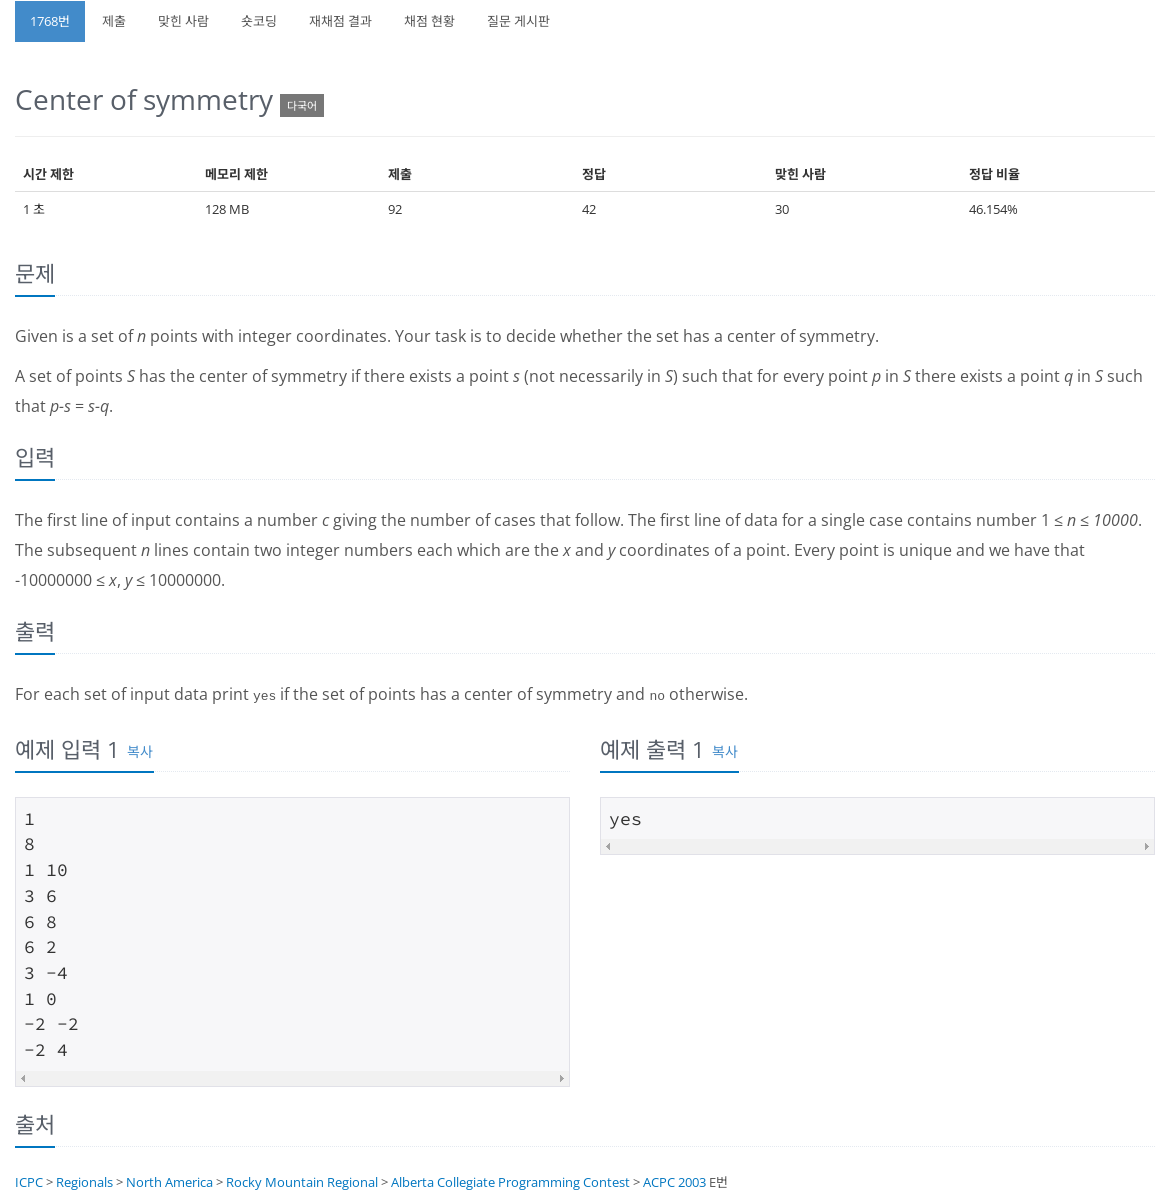 1768번 제출 맞힌 사람 숏코딩 재채점 결과 채점 현황 질문 게시판
Center of symmetry 다국어
시간 제한 메모리 제한 제출 정답 맞힌 사람 정답 비율
1 초 128 MB 92 42 30 46.154%
문제
Given is a set of n points with integer coordinates. Your task is to decide whether the set has a center of symmetry.
A set of points S has the center of symmetry if there exists a point s (not necessarily in S) such that for every point p in S there exists a point q in S such
that p-s = s-q.
입력
The first line of input contains a number c giving the number of cases that follow. The first line of data for a single case contains number 1 ≤ n ≤ 10000.
The subsequent n lines contain two integer numbers each which are the x and y coordinates of a point. Every point is unique and we have that
-10000000 ≤ x, y ≤ 10000000.
출력
For each set of input data print yes if the set of points has a center of symmetry and no otherwise.
예제 입력 1 복사
1
8
1 10
3 6
6 8
6 2
3 -4
1 0
-2 -2
-2 4
예제 출력 1 복사
yes
출처
ICPC > Regionals > North America > Rocky Mountain Regional > Alberta Collegiate Programming Contest > ACPC 2003 E번